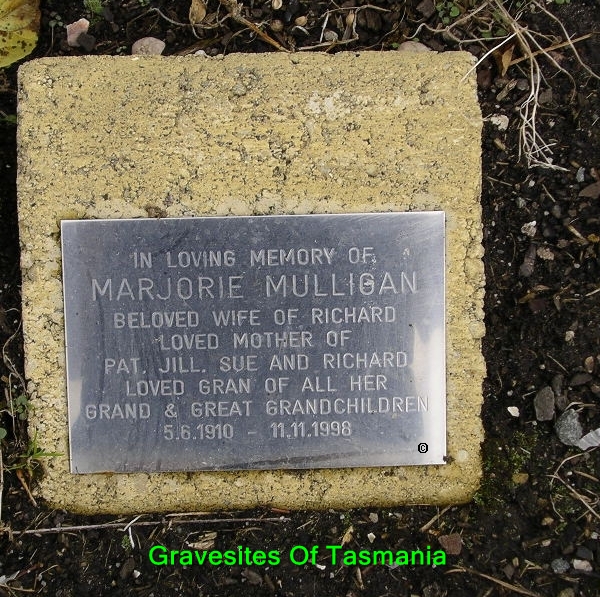 IN LOVING MEMORY OF
MARJORIE MULLIGAN
BELOVED WIFE OF RICHARD
LOVED MOTHER OF
PAT, JILL, SUE AND RICHARD
LOVED GRAN OF ALL HER
GRAND & GREAT GRANDCHILDREN
5.6.1910 - 11.11.1998
©
Gravesites Of Tasmania